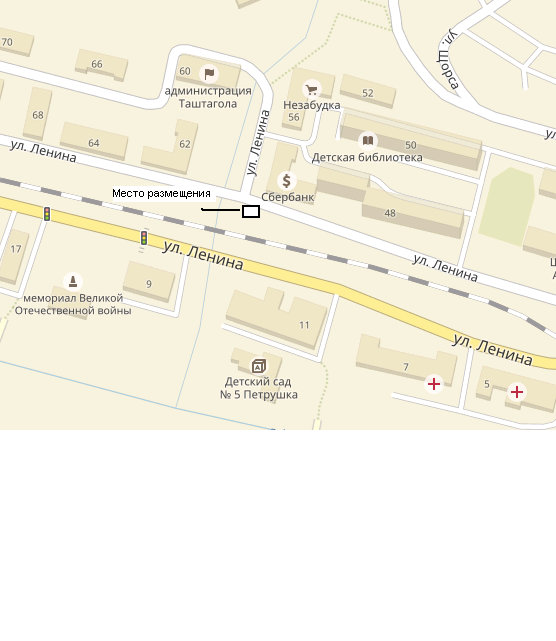 70
66
60
администрация
Таштагола
ул. Щорса
Незабудка
52
56
68
64
62
ул. Ленина
ул. Ленина
50
Детская библиотека
Сбербанк
Место размещения
48
ул. Ленина
ул. Ленина
17
9
мемориал Великой
Отечественной войны
11
ул. Ленина
7
5
Детский сад
№ 5 Петрушка